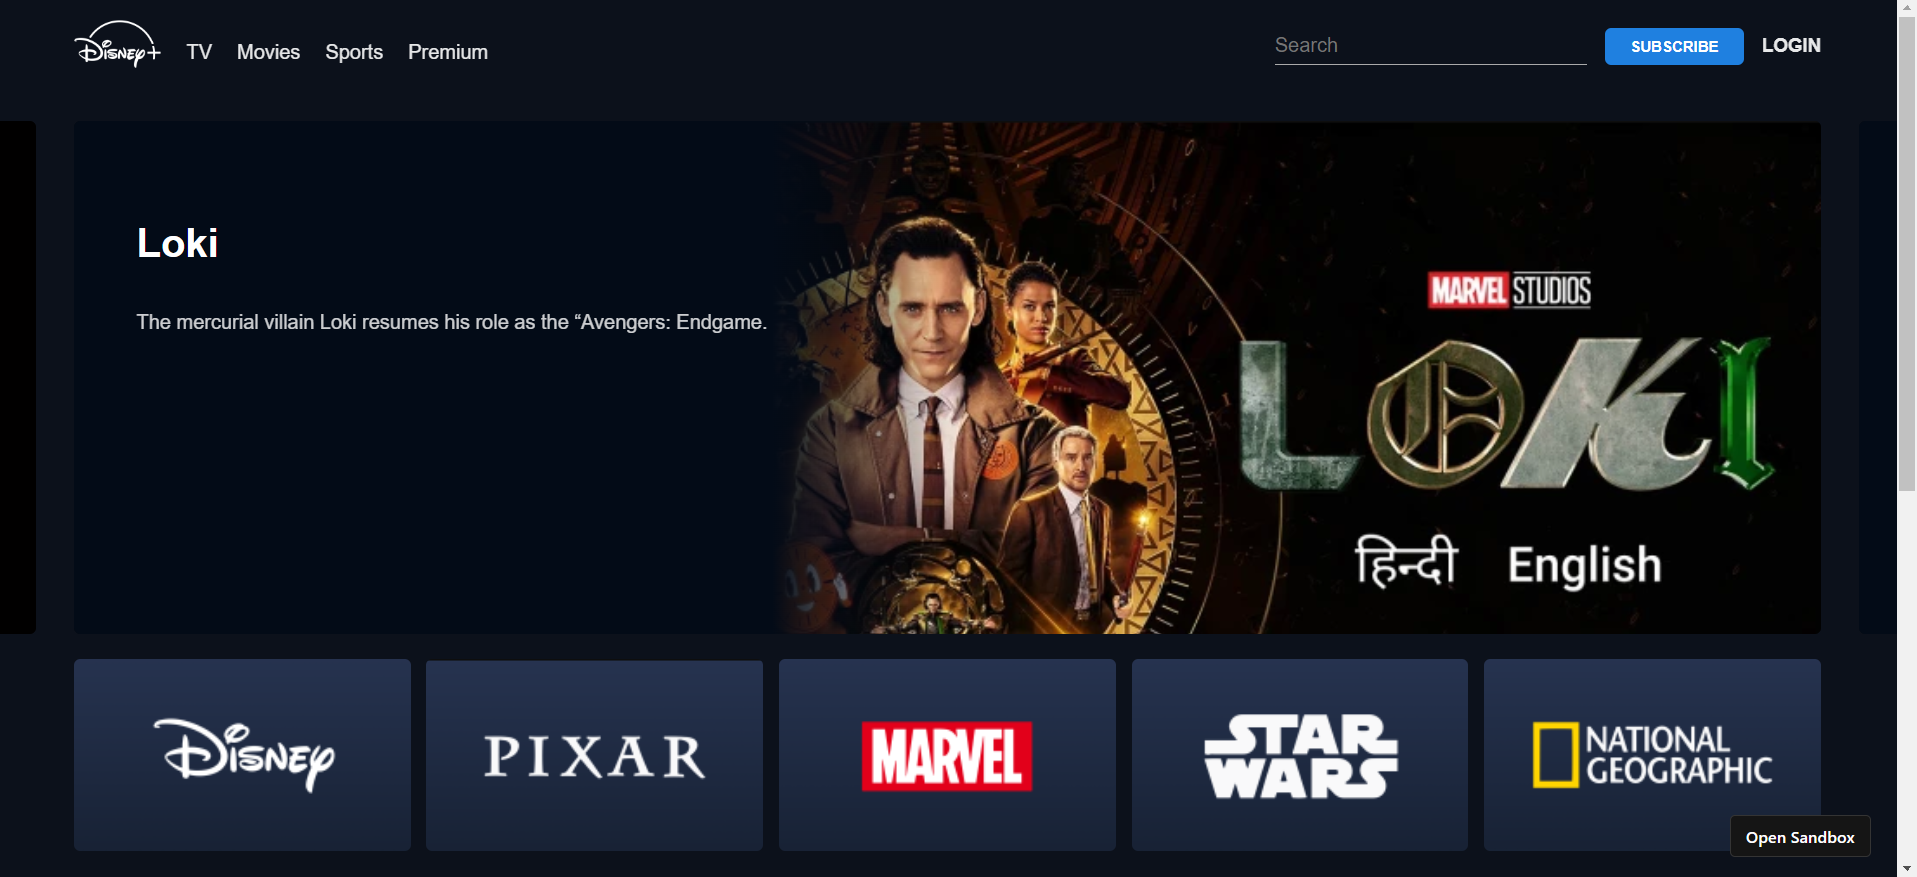 Disney+
TV Movies Sports Premium
Search
SUBSCRIBE
LOGIN
Loki
The mercurial villain Loki resumes his role as the “Avengers: Endgame.
MARVEL STUDIOS
LOKI
हिन्दी English
Disney
PIXAR
MARVEL
STAR
WARS
NATIONAL
GEOGRAPHIC
Open Sandbox